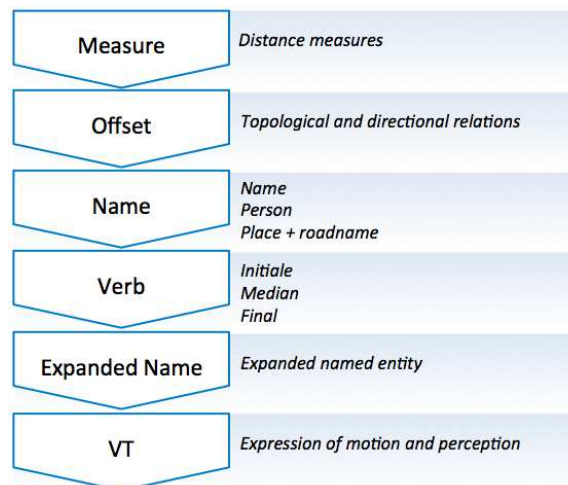 Measure
Distance measures
Offset
Topological and directional relations
Name
Name
Person
Place + roadname
Verb
Initiale
Median
Final
Expanded Name
Expanded named entity
VT
Expression of motion and perception